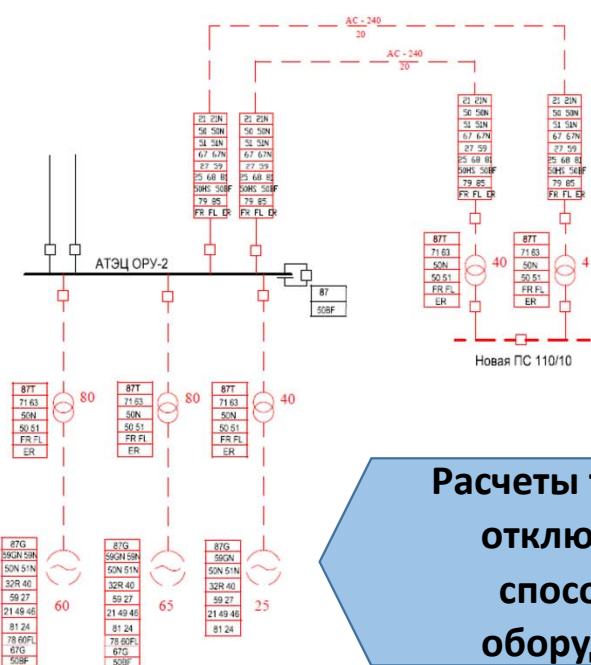 АС - 240
20
АС - 240
20
21 21N
50 50N
51 51N
67 67N
27 59
25 68 81
50HS 50BF
79 85
FR FL ER
21 21N
50 50N
51 51N
67 67N
27 59
25 68 81
50HS 50BF
79 85
FR FL ER
21 21N
50 50N
51 51N
67 67N
27 59
25 68 81
50HS 50BF
79 85
FR FL ER
21 21N
50 50N
51 51N
67 67N
27 59
25 68 81
50HS 50BF
79 85
FR FL ER
АТЭЦ ОРУ-2
87
50BF
87T
71 63
50N
50 51
FR FL
ER
40
87T
71 63
50N
50 51
FR FL
ER
4
Новая ПС 110/10
87T
71 63
50N
50 51
FR FL
ER
80
87T
71 63
50N
50 51
FR FL
ER
80
87T
71 63
50N
50 51
FR FL
ER
40
87G
59GN 59N
50N 51N
32R 40
59 27
21 49 46
81 24
78 60FL
67G
50BF
60
87G
59GN 59N
50N 51N
32R 40
59 27
21 49 46
81 24
78 60FL
67G
50BF
65
87G
59GN
50N 51N
32R 40
59 27
21 49 46
81 24
25
Расчеты
отклю
спосо
оборуд